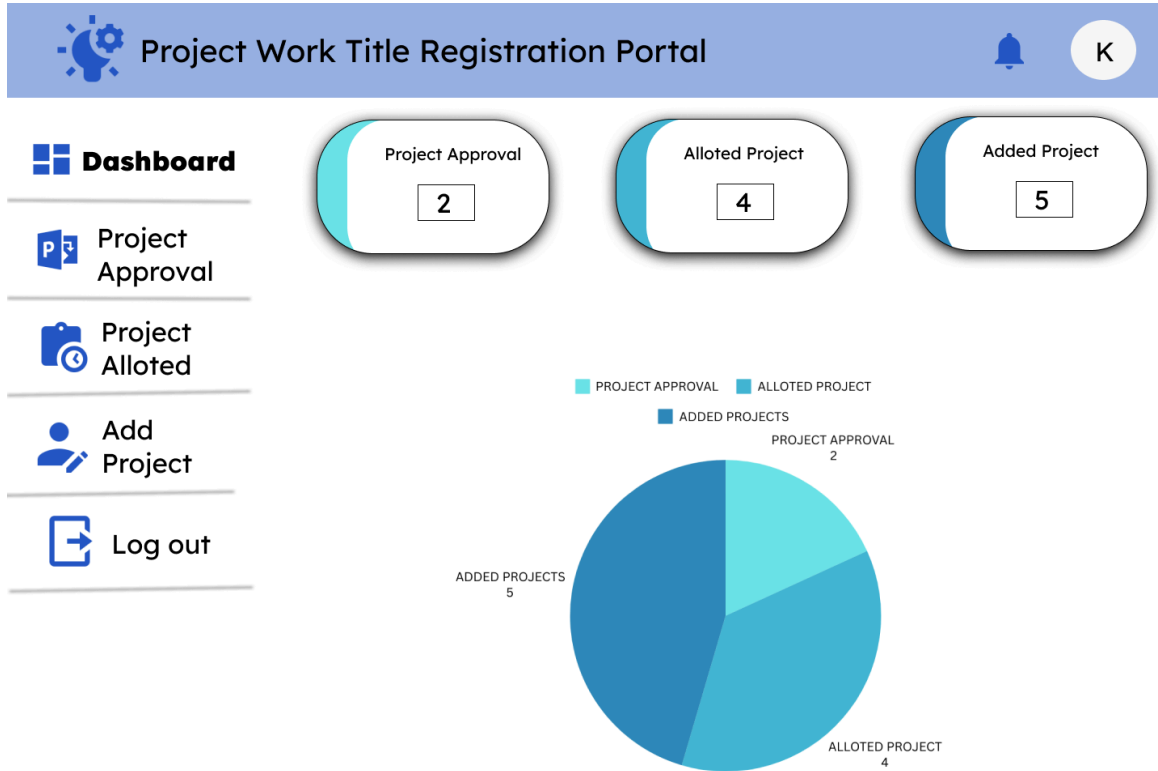 Project Work Title Registration Portal
K
Dashboard
Project
Approval
Project
Alloted
Add
Project
Log out
Project Approval
2
Alloted Project
4
Added Project
5
PROJECT APPROVAL
ALLOTED PROJECT
ADDED PROJECTS
PROJECT APPROVAL
2
ADDED PROJECTS
5
ALLOTED PROJECT
4